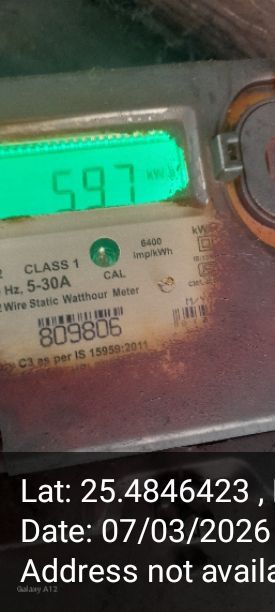 597 kWh
CLASS 1
6400
imp/kWh
CAL
Hz, 5-30A
Wire Static Watthour Meter
809806
C3 as per IS 15959:2011
Lat: 25.4846423 ,
Date: 07/03/2026
Address not availa
Galaxy A12